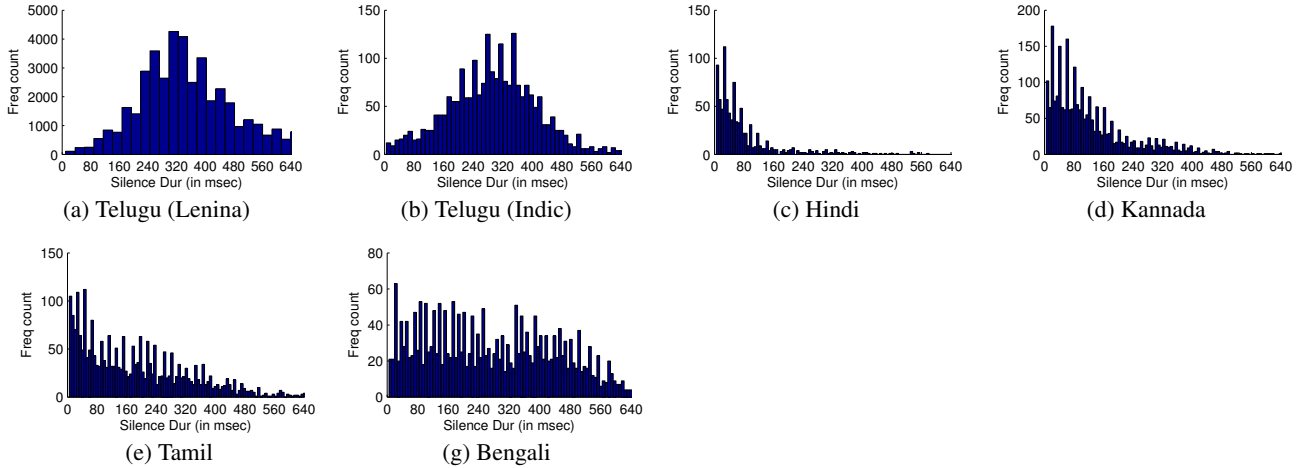 5000
4000
3000
2000
1000
0
Freq count
0 80 160 240 320 400 480 560 640
Silence Dur (in msec)
(a) Telugu (Lenina)
150
100
50
0
Freq count
0 80 160 240 320 400 480 560 640
Silence Dur (in msec)
(b) Telugu (Indic)
150
100
50
0
Freq count
0 80 160 240 320 400 480 560 640
Silence Dur (in msec)
(c) Hindi
200
150
100
50
0
Freq count
0 80 160 240 320 400 480 560 640
Silence Dur (in msec)
(d) Kannada
150
100
50
0
Freq count
0 80 160 240 320 400 480 560 640
Silence Dur (in msec)
(e) Tamil
80
60
40
20
0
Freq count
0 80 160 240 320 400 480 560 640
Silence Dur (in msec)
(g) Bengali